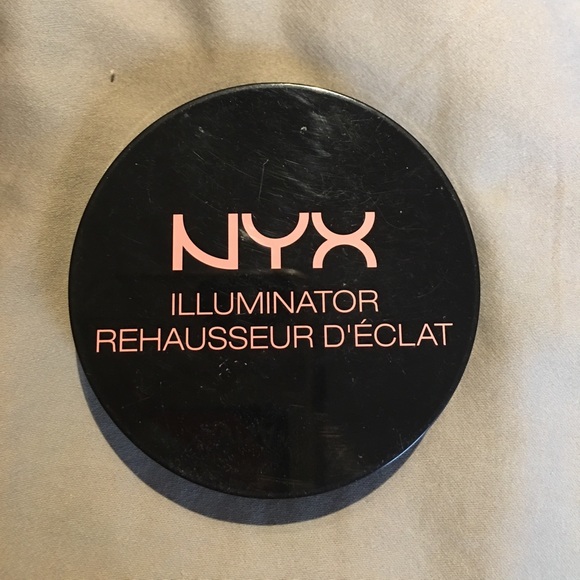 NYX
ILLUMINATOR
REHAUSSEUR D'ÉCLAT